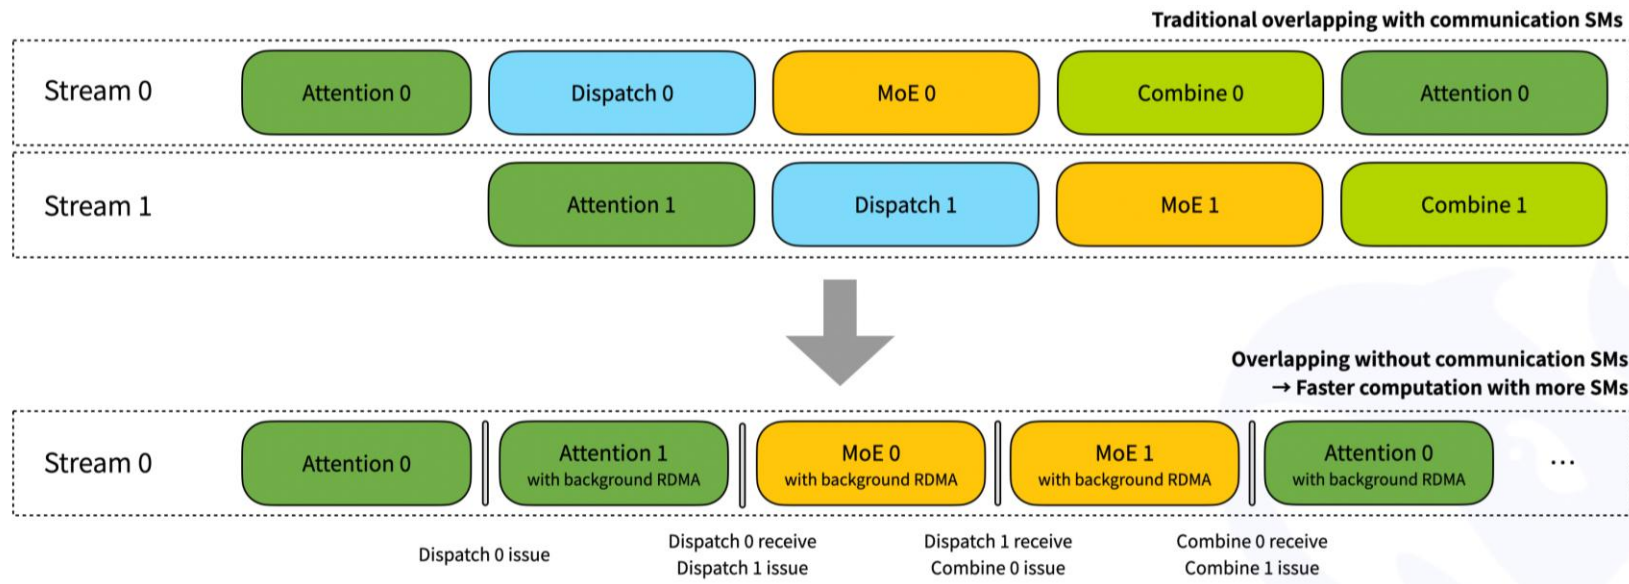 Traditional overlapping with communication SMs
Stream 0
Attention 0
Dispatch 0
MoE 0
Combine 0
Attention 0
Stream 1
Attention 1
Dispatch 1
MoE 1
Combine 1
Overlapping without communication SMs
→ Faster computation with more SMs
Stream 0
Attention 0
Attention 1
with background RDMA
MoE 0
with background RDMA
MoE 1
with background RDMA
Attention 0
with background RDMA
...
Dispatch 0 issue
Dispatch 0 receive
Dispatch 1 issue
Dispatch 1 receive
Combine 0 issue
Combine 0 receive
Combine 1 issue